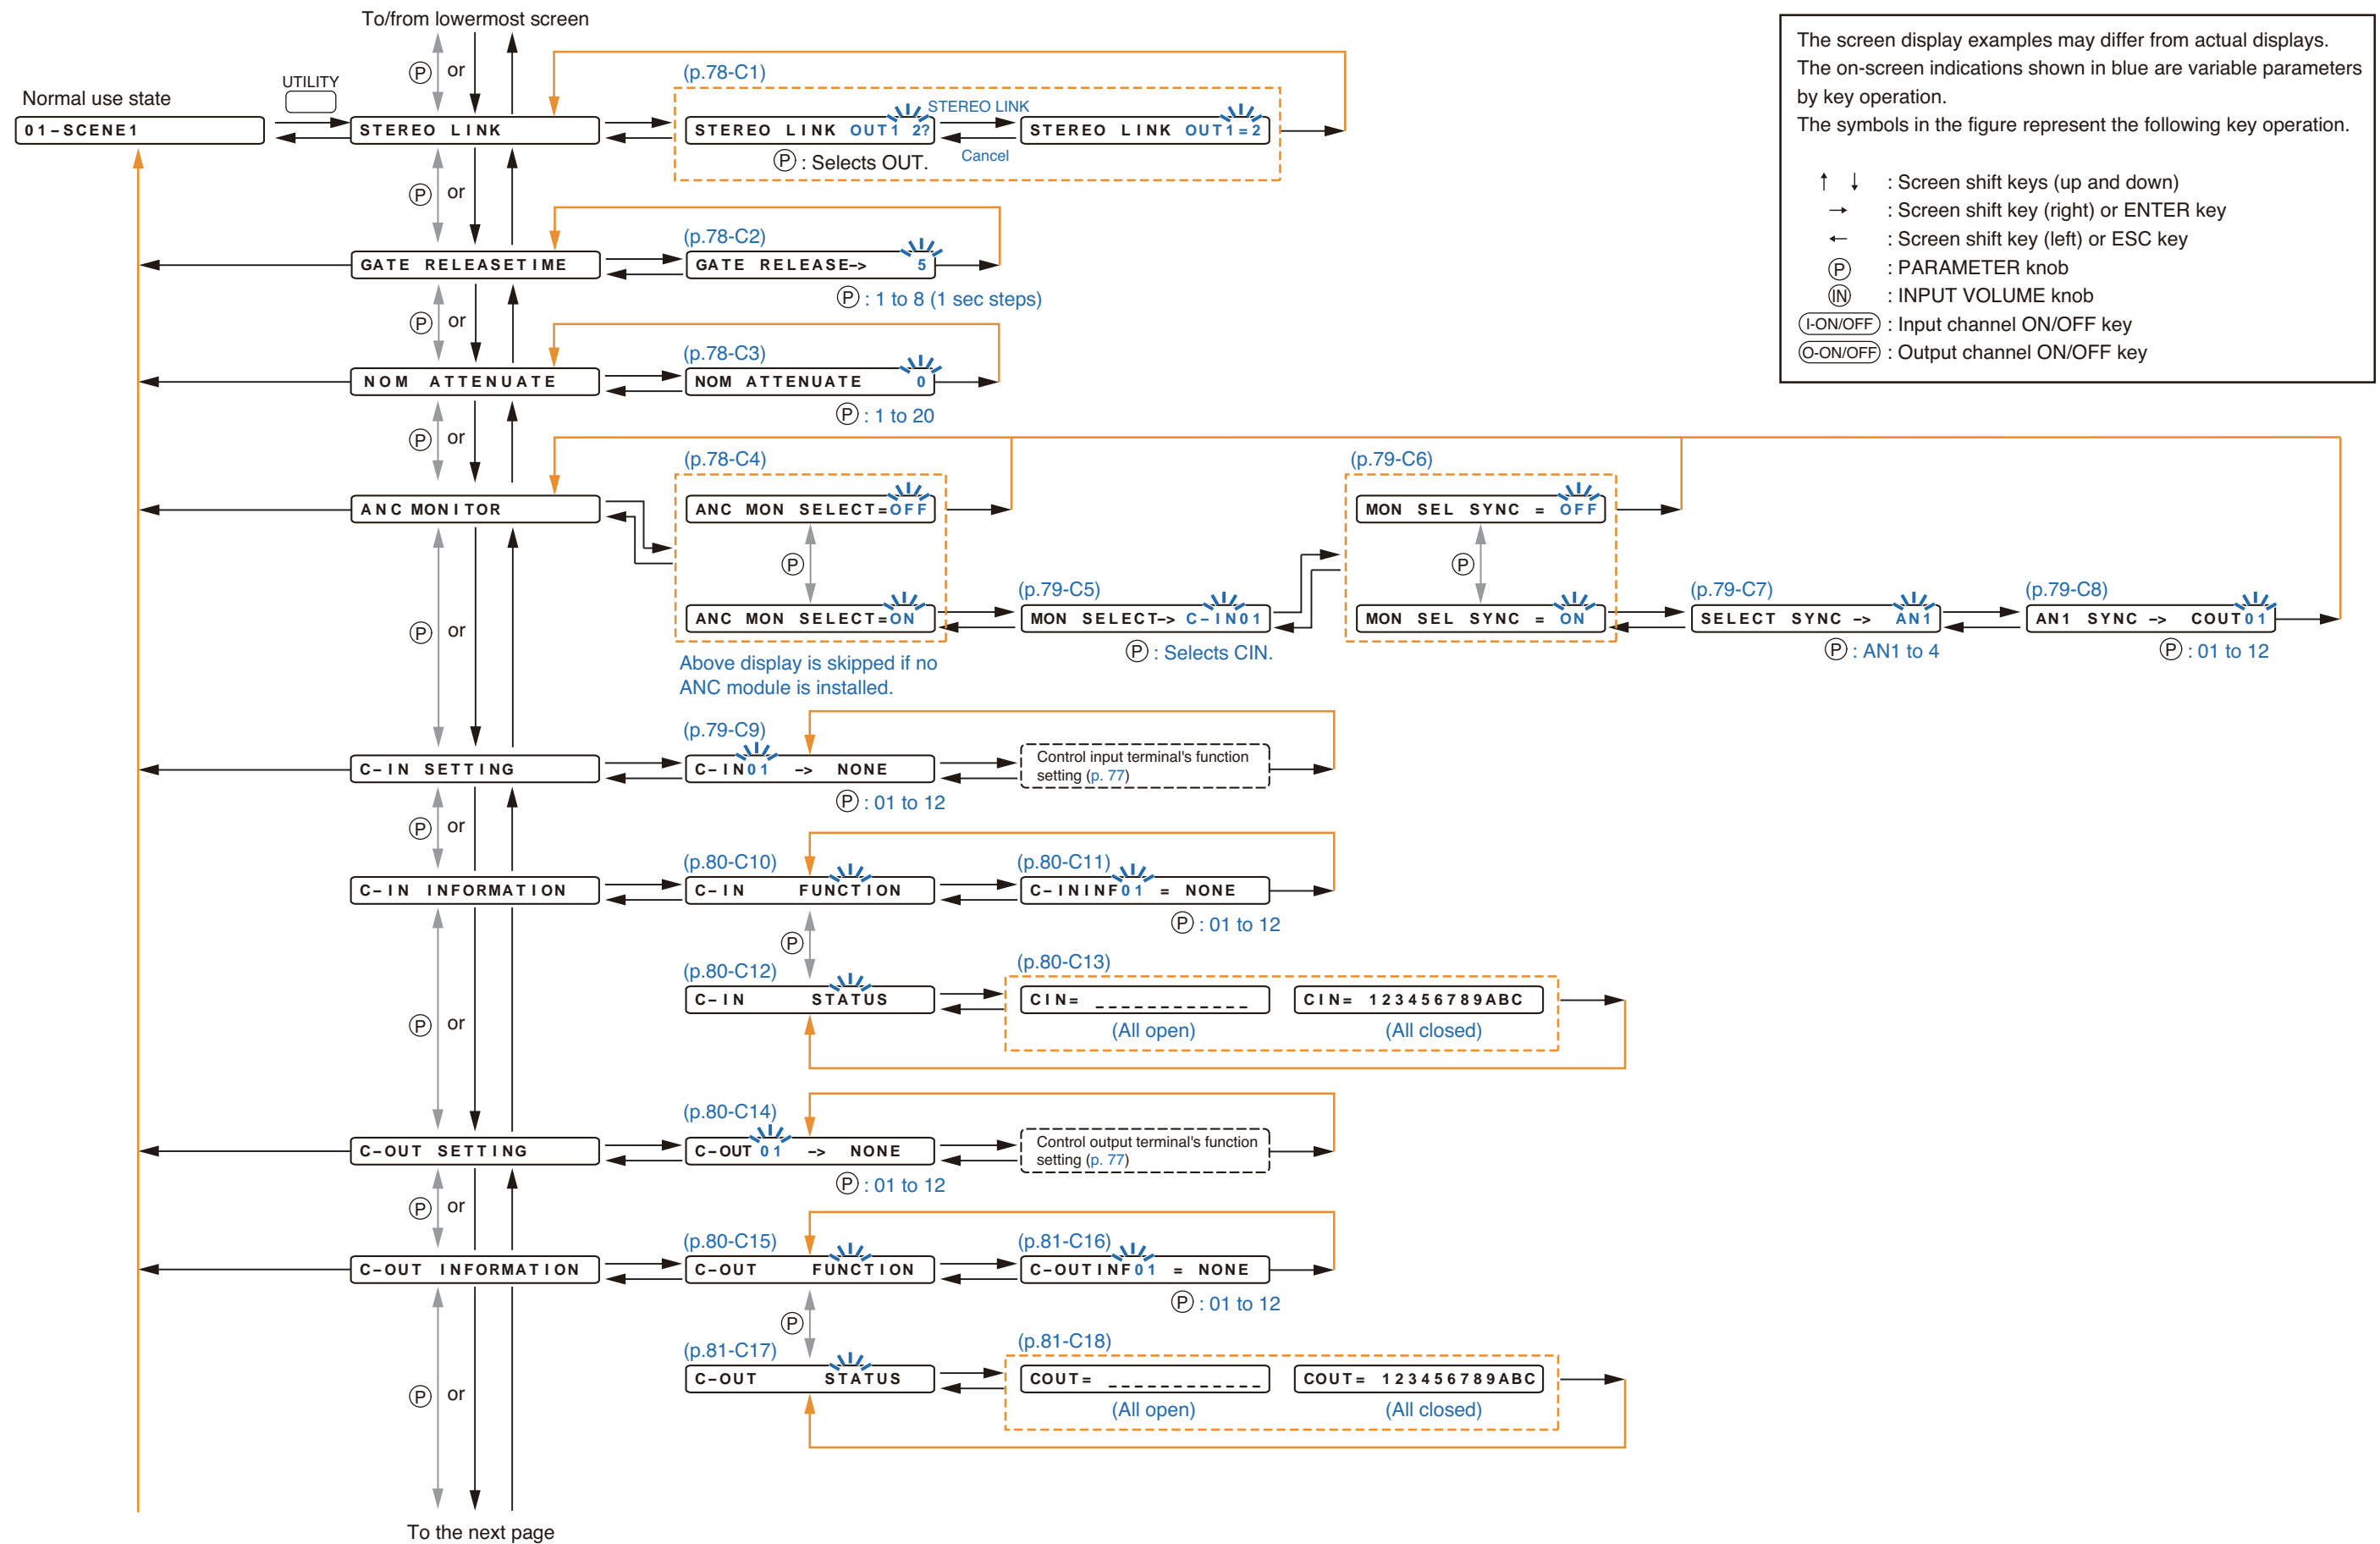 To/from lowermost screen
P or
UTILITY
Normal use state
01-SCENE1
STEREO LINK
(p.78-C1)
STEREO LINK OUT1 2?
STEREO LINK
Cancel
STEREO LINK OUT1=2
P : Selects OUT.
P or
GATE RELEASETIME
(p.78-C2)
GATE RELEASE-> 5
P : 1 to 8 (1 sec steps)
P or
NOM ATTENUATE
(p.78-C3)
NOM ATTENUATE 0
P : 1 to 20
P or
ANC MONITOR
(p.78-C4)
ANC MON SELECT=OFF
P
ANC MON SELECT=ON
Above display is skipped if no
ANC module is installed.
(p.79-C5)
MON SELECT-> C-IN01
P : Selects CIN.
(p.79-C6)
MON SEL SYNC = OFF
P
MON SEL SYNC = ON
(p.79-C7)
SELECT SYNC -> AN1
P : AN1 to 4
(p.79-C8)
AN1 SYNC -> COUT01
P : 01 to 12
P or
C-IN SETTING
(p.79-C9)
C-IN01 -> NONE
P : 01 to 12
Control input terminal's function
setting (p. 77)
P or
C-IN INFORMATION
(p.80-C10)
C-IN FUNCTION
(p.80-C11)
C-ININF01 = NONE
P : 01 to 12
P
(p.80-C12)
C-IN STATUS
(p.80-C13)
CIN= ____________
(All open)
CIN= 123456789ABC
(All closed)
P or
C-OUT SETTING
(p.80-C14)
C-OUT01 -> NONE
P : 01 to 12
Control output terminal's function
setting (p. 77)
P or
C-OUT INFORMATION
(p.80-C15)
C-OUT FUNCTION
(p.81-C16)
C-OUTINF01 = NONE
P : 01 to 12
P
(p.81-C17)
C-OUT STATUS
(p.81-C18)
COUT= ____________
(All open)
COUT= 123456789ABC
(All closed)
P or
To the next page
The screen display examples may differ from actual displays.
The on-screen indications shown in blue are variable parameters
by key operation.
The symbols in the figure represent the following key operation.
↑ ↓ : Screen shift keys (up and down)
→ : Screen shift key (right) or ENTER key
← : Screen shift key (left) or ESC key
P : PARAMETER knob
IN : INPUT VOLUME knob
I-ON/OFF : Input channel ON/OFF key
O-ON/OFF : Output channel ON/OFF key